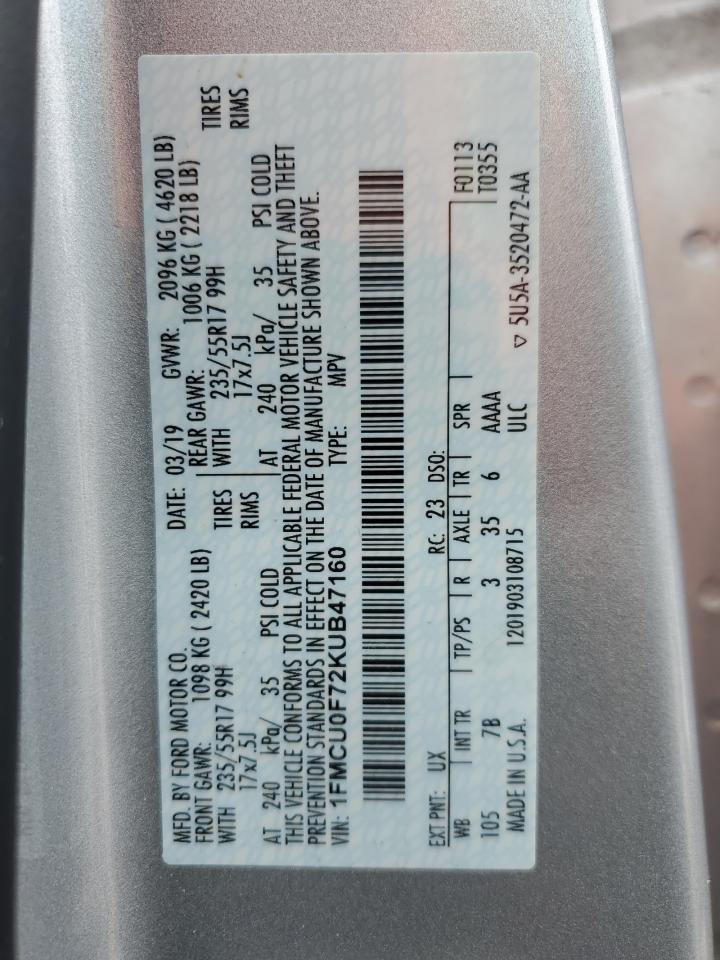 MFD. BY FORD MOTOR CO.
DATE: 03/19 GVWR: 2096 KG ( 4620 LB)
FRONT GAWR: 1098 KG ( 2420 LB) REAR GAWR: 1006 KG ( 2218 LB)
WITH 235/55R17 99H TIRES WITH 235/55R17 99H TIRES
17x7.5J RIMS 17x7.5J RIMS
AT 240 kPa/ 35 PSI COLD AT 240 kPa/ 35 PSI COLD
THIS VEHICLE CONFORMS TO ALL APPLICABLE FEDERAL MOTOR VEHICLE SAFETY AND THEFT
PREVENTION STANDARDS IN EFFECT ON THE DATE OF MANUFACTURE SHOWN ABOVE.
VIN: 1FMCU0F72KUB47160 TYPE: MPV
EXT PNT: UX RC: 23 DSO: F0113
WB INT TR TP/PS R AXLE TR SPR T0355
105 7B 3 35 6 AAAA
MADE IN U.S.A. 1201903108715 ULC ▽ 5U5A-3520472-AA